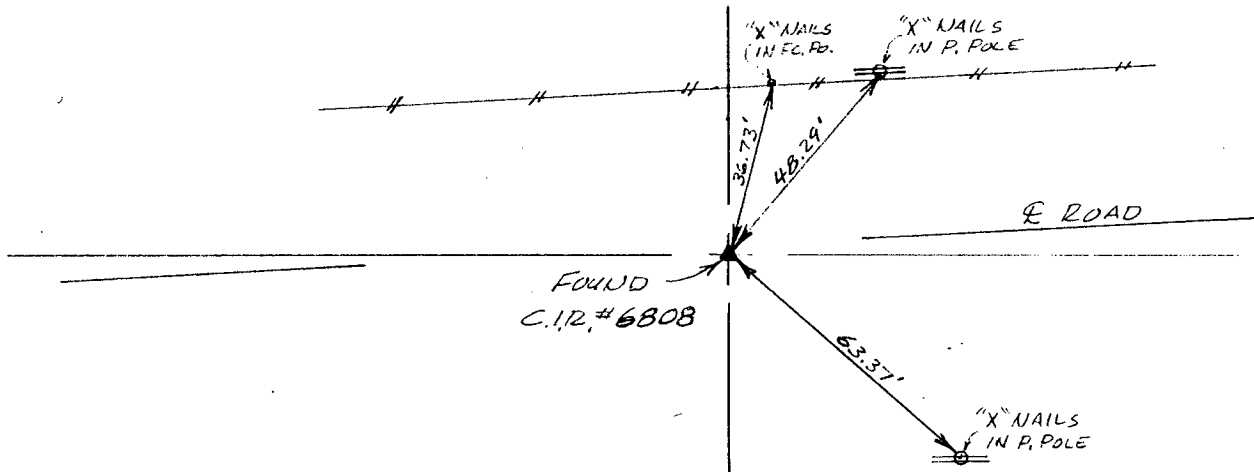 "X" NAILS
IN FC. PO.
"X" NAILS
IN P. POLE
36.73'
48.29'
℄ ROAD
FOUND
C.I.R. #6808
63.37'
"X" NAILS
IN P. POLE